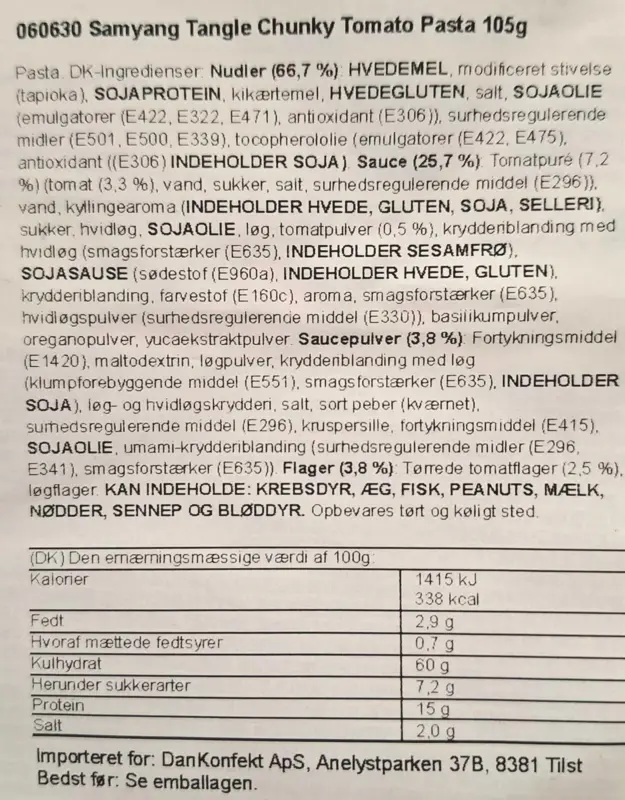 060630 Samyang Tangle Chunky Tomato Pasta 105g
Pasta. DK-Ingredienser: Nudler (66,7 %): HVEDEMEL, modificeret stivelse
(tapioka), SOJAPROTEIN, kikærtemel, HVEDEGLUTEN, salt, SOJAOLIE
(emulgatorer (E422, E322, E471), antioxidant (E306)), surhedsregulerende
midler (E501, E500, E339), tocopherololie (emulgatorer (E422, E475),
antioxidant ((E306) INDEHOLDER SOJA). Sauce (25,7 %): Tomatpuré (7,2
%) (tomat (3,3 %), vand, sukker, salt, surhedsregulerende middel (E296)),
vand, kyllingearoma (INDEHOLDER HVEDE, GLUTEN, SOJA, SELLERI),
sukker, hvidløg, SOJAOLIE, løg, tomatpulver (0,5 %), krydderiblanding med
hvidløg (smagsforstærker (E635), INDEHOLDER SESAMFRØ),
SOJASAUSE (sødestof (E960a), INDEHOLDER HVEDE, GLUTEN),
krydderiblanding, farvestof (E160c), aroma, smagsforstærker (E635),
hvidløgspulver (surhedsregulerende middel (E330)), basilikumpulver,
oreganopulver, yucaekstraktpulver. Saucepulver (3,8 %): Fortykningsmiddel
(E1420), maltodextrin, løgpulver, krydderiblanding med løg
(klumpforebyggende middel (E551), smagsforstærker (E635), INDEHOLDER
SOJA), løg- og hvidløgskrydderi, salt, sort peber (kværnet),
surhedsregulerende middel (E296), kruspersille, fortykningsmiddel (E415),
SOJAOLIE, umami-krydderiblanding (surhedsregulerende midler (E296,
E341), smagsforstærker (E635)). Flager (3,8 %): Tørrede tomatflager (2,5 %),
løgflager. KAN INDEHOLDE: KREBSDYR, ÆG, FISK, PEANUTS, MÆLK,
NØDDER, SENNEP OG BLØDDYR. Opbevares tørt og køligt sted.
(DK) Den ernæringsmæssige værdi af 100g:
Kalorier 1415 kJ
338 kcal
Fedt 2,9 g
Hvoraf mættede fedtsyrer 0,7 g
Kulhydrat 60 g
Herunder sukkerarter 7,2 g
Protein 15 g
Salt 2,0 g
Importeret for: DanKonfekt ApS, Anelystparken 37B, 8381 Tilst
Bedst før: Se emballagen.